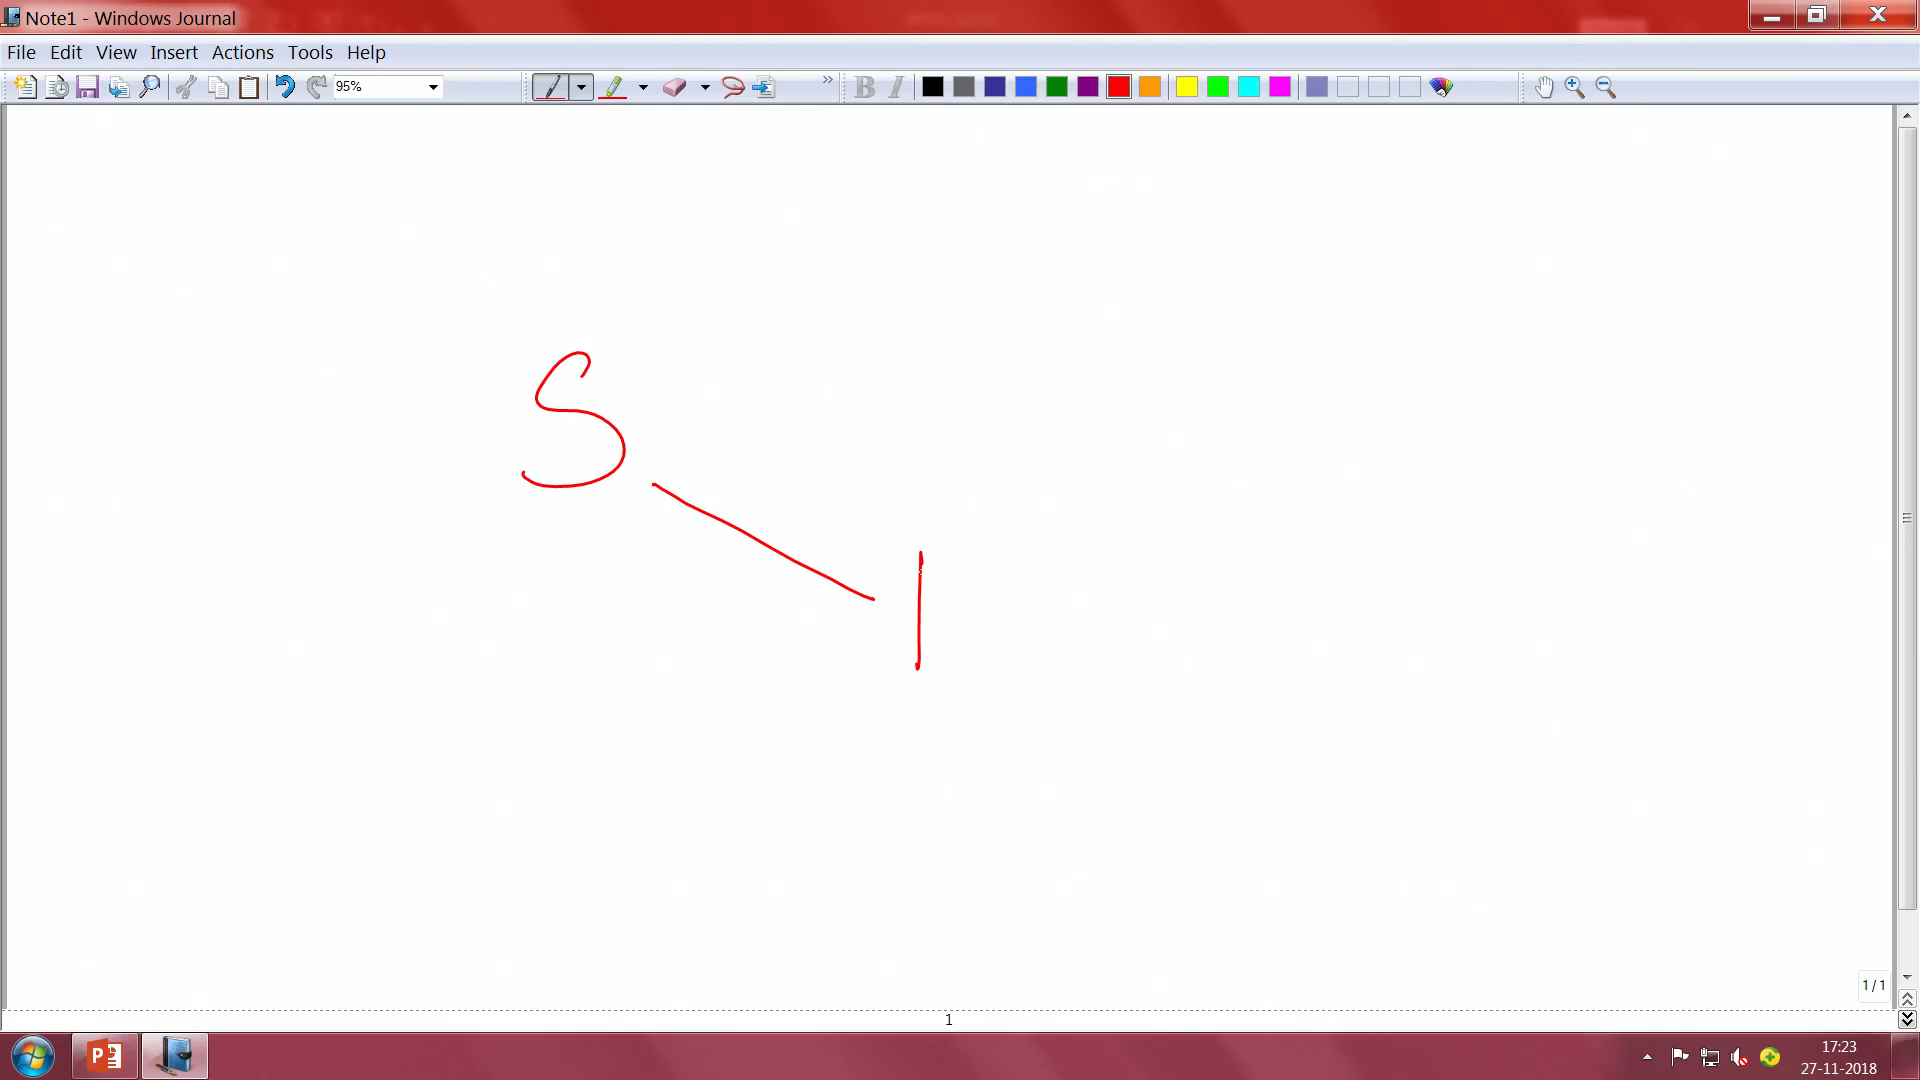 Note1 - Windows Journal
File Edit View Insert Actions Tools Help
95%
B I
S
1 / 1
1
17:23
27-11-2018